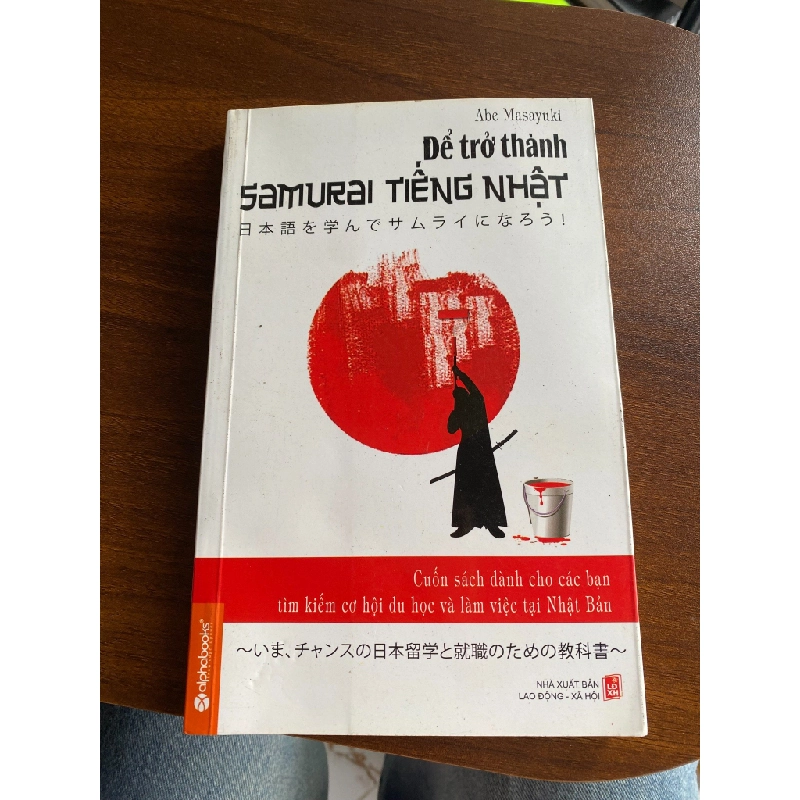 Abe Masayuki
Để trở thành
SAMURAI TIẾNG NHẬT
日本語を学んでサムライになろう!
Cuốn sách dành cho các bạn
tìm kiếm cơ hội du học và làm việc tại Nhật Bản
～いま、チャンスの日本留学と就職のための教科書～
alphabooks
NHÀ XUẤT BẢN
LAO ĐỘNG - XÃ HỘI
LĐ
XH